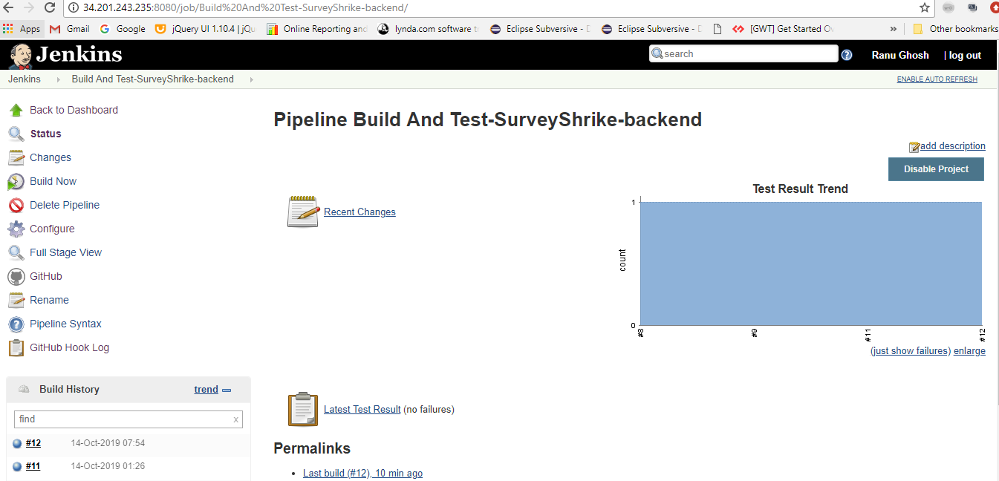 34.201.243.235:8080/job/Build%20And%20Test-SurveyShrike-backend/
Apps Gmail Google jQuery UI 1.10.4 | jQu Online Reporting and lynda.com software t Eclipse Subversive - Eclipse Subversive - [GWT] Get Started » Other bookmarks
Jenkins search ? Ranu Ghosh | log out
Jenkins Build And Test-SurveyShrike-backend ENABLE AUTO REFRESH
Back to Dashboard
Status
Changes
Build Now
Delete Pipeline
Configure
Full Stage View
GitHub
Rename
Pipeline Syntax
GitHub Hook Log
Build History trend
find x
#12 14-Oct-2019 07:54
#11 14-Oct-2019 01:26
Pipeline Build And Test-SurveyShrike-backend
add description
Disable Project
Recent Changes
Test Result Trend
1
count
0
#8 #9 #11 #12
(just show failures) enlarge
Latest Test Result (no failures)
Permalinks
• Last build (#12), 10 min ago